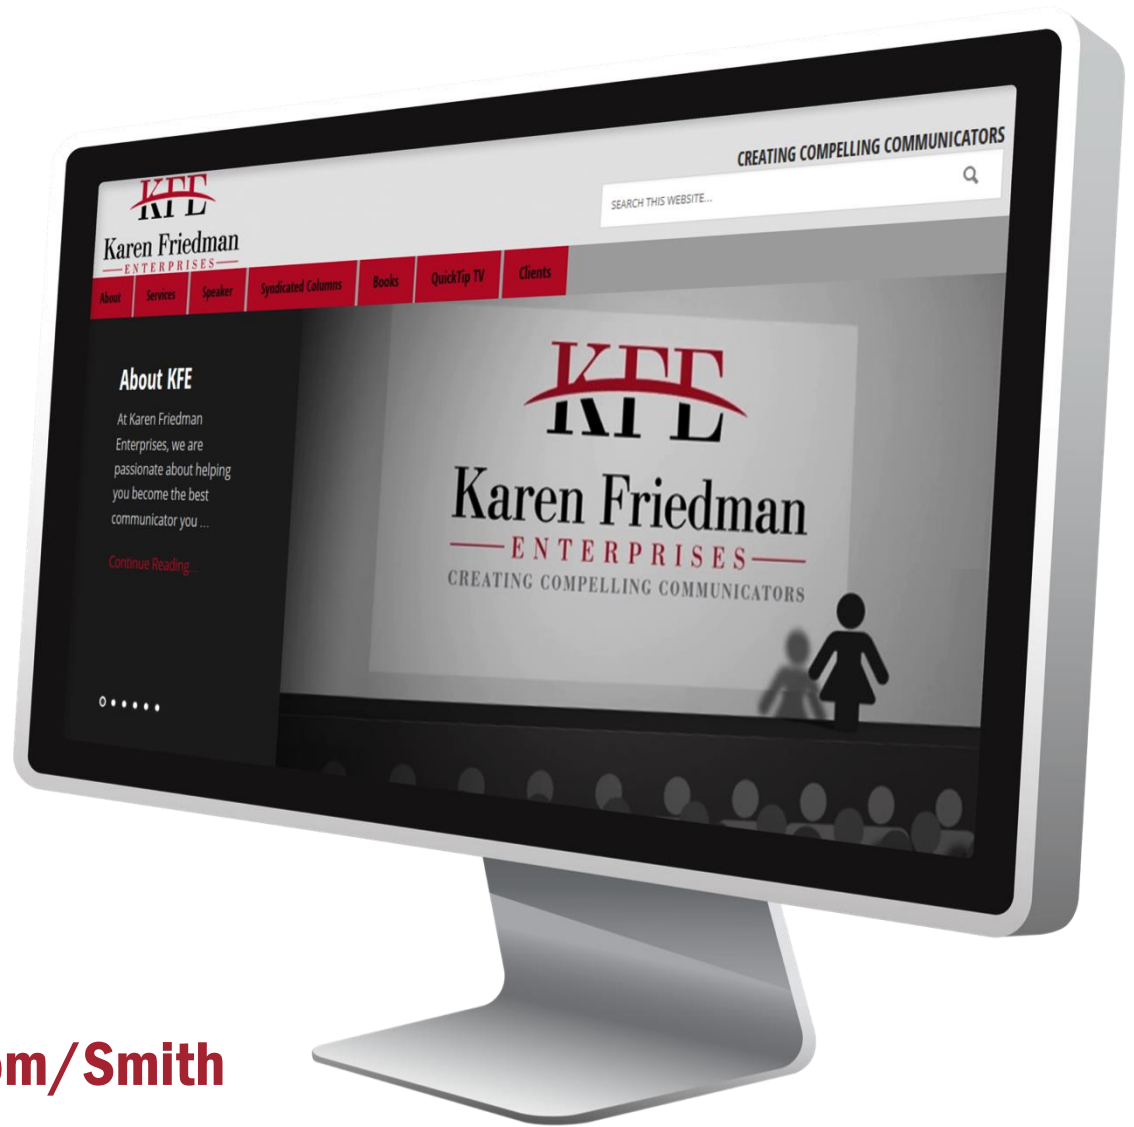 CREATING COMPELLING COMMUNICATORS
SEARCH THIS WEBSITE...
KFE
Karen Friedman
ENTERPRISES
About Services Speaker Syndicated Columns Books QuickTip TV Clients
About KFE
At Karen Friedman
Enterprises, we are
passionate about helping
you become the best
communicator you ...
Continue Reading...
KFE
Karen Friedman
ENTERPRISES
CREATING COMPELLING COMMUNICATORS
om/Smith